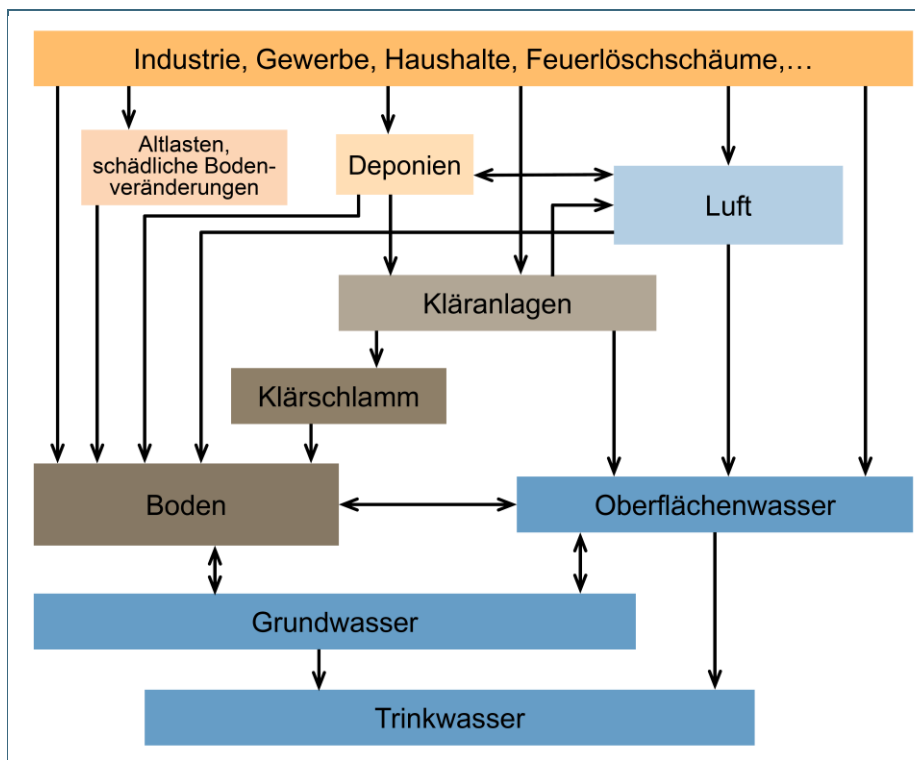 Industrie, Gewerbe, Haushalte, Feuerlöschschäume,…
Altlasten,
schädliche Boden-
veränderungen
Deponien
Luft
Kläranlagen
Klärschlamm
Boden
Oberflächenwasser
Grundwasser
Trinkwasser